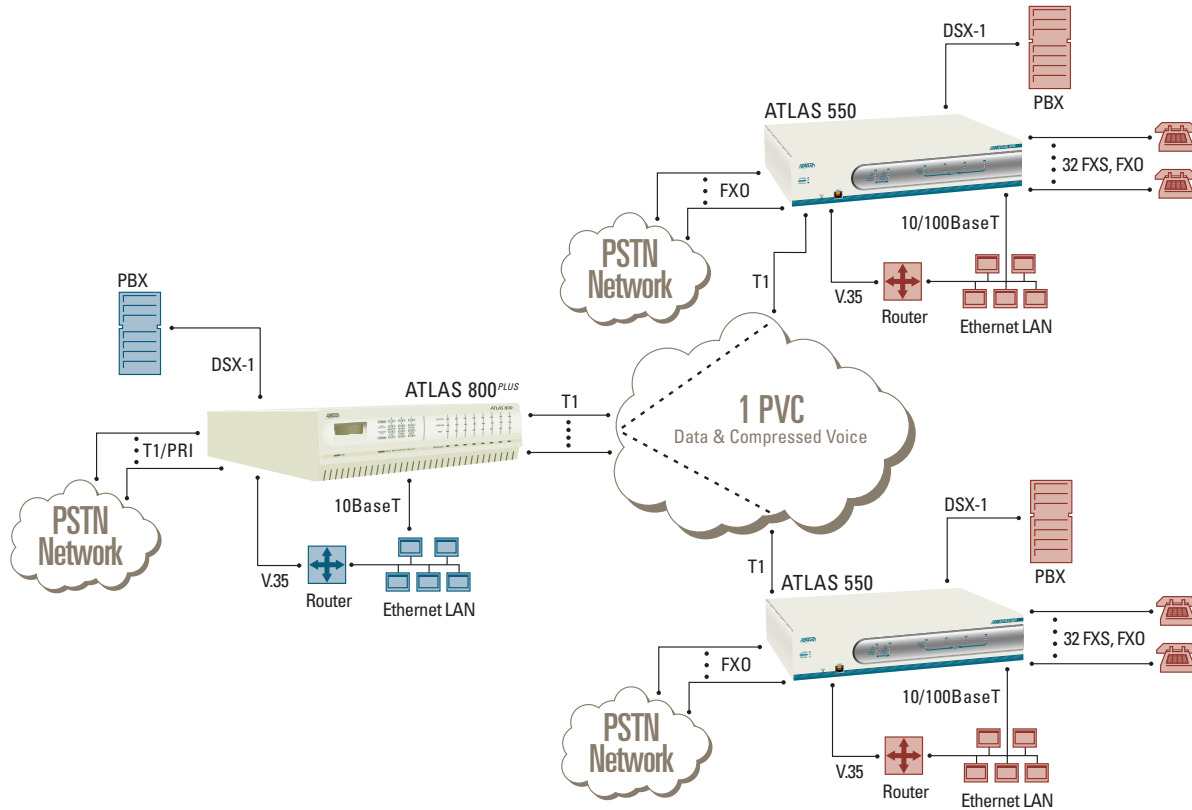 DSX-1
PBX
ATLAS 550
32 FXS, FXO
FXO
PSTN
Network
10/100BaseT
T1
V.35
Router
Ethernet LAN
PBX
DSX-1
ATLAS 800PLUS
ATLAS 800
T1
1 PVC
Data & Compressed Voice
T1/PRI
PSTN
Network
10BaseT
V.35
Router
Ethernet LAN
T1
DSX-1
PBX
ATLAS 550
32 FXS, FXO
FXO
PSTN
Network
10/100BaseT
V.35
Router
Ethernet LAN